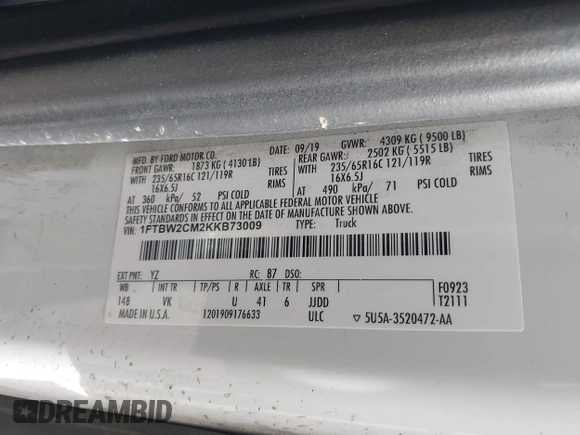 MFD. BY FORD MOTOR CO.
DATE: 09/19
GVWR: 4309 KG ( 9500 LB)
FRONT GAWR: 1873 KG (4130 LB)
REAR GAWR: 2502 KG ( 5515 LB)
WITH 235/65R16C 121/119R TIRES
WITH 235/65R16C 121/119R TIRES
16X6.5J RIMS
16X6.5J RIMS
AT 360 kPa/ 52 PSI COLD
AT 490 kPa/ 71 PSI COLD
THIS VEHICLE CONFORMS TO ALL APPLICABLE FEDERAL MOTOR VEHICLE
SAFETY STANDARDS IN EFFECT ON THE DATE OF MANUFACTURE SHOWN ABOVE.
VIN: 1FTBW2CM2KKB73009
TYPE: Truck
EXT PNT: YZ RC: 87 DSO:
WB INT TR TP/PS R AXLE TR SPR
148 VK U 41 6 JJDD
F0923
T2111
MADE IN U.S.A. 1201909176633 ULC
▽ 5U5A-3520472-AA
DREAMBID